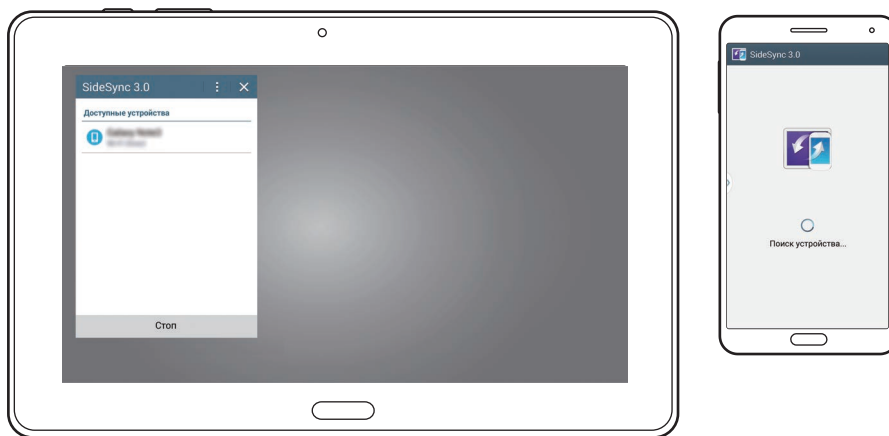 SideSync 3.0
Доступные устройства
SideSync 3.0
Поиск устройства...
Стоп